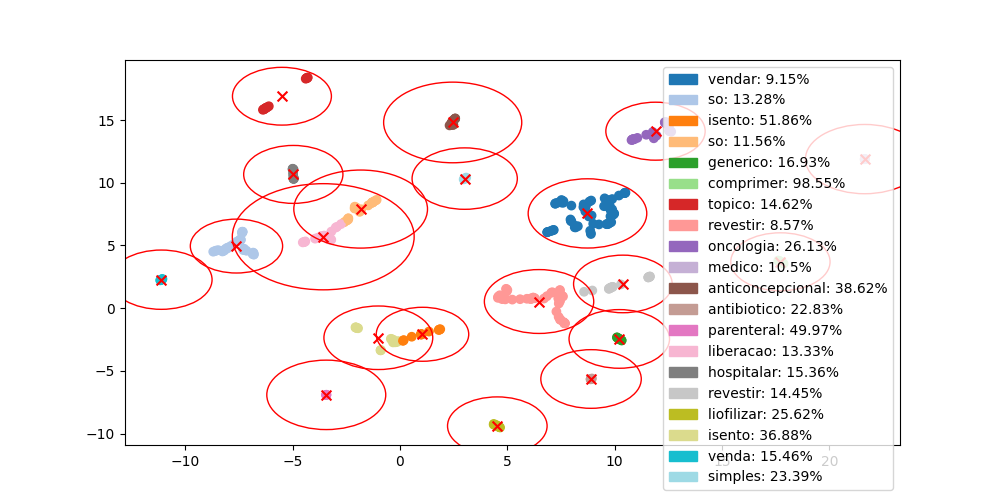 15
10
5
0
−5
−10
−10
−5
0
5
10
15
20
vendar: 9.15%
so: 13.28%
isento: 51.86%
so: 11.56%
generico: 16.93%
comprimer: 98.55%
topico: 14.62%
revestir: 8.57%
oncologia: 26.13%
medico: 10.5%
anticoncepcional: 38.62%
antibiotico: 22.83%
parenteral: 49.97%
liberacao: 13.33%
hospitalar: 15.36%
revestir: 14.45%
liofilizar: 25.62%
isento: 36.88%
venda: 15.46%
simples: 23.39%